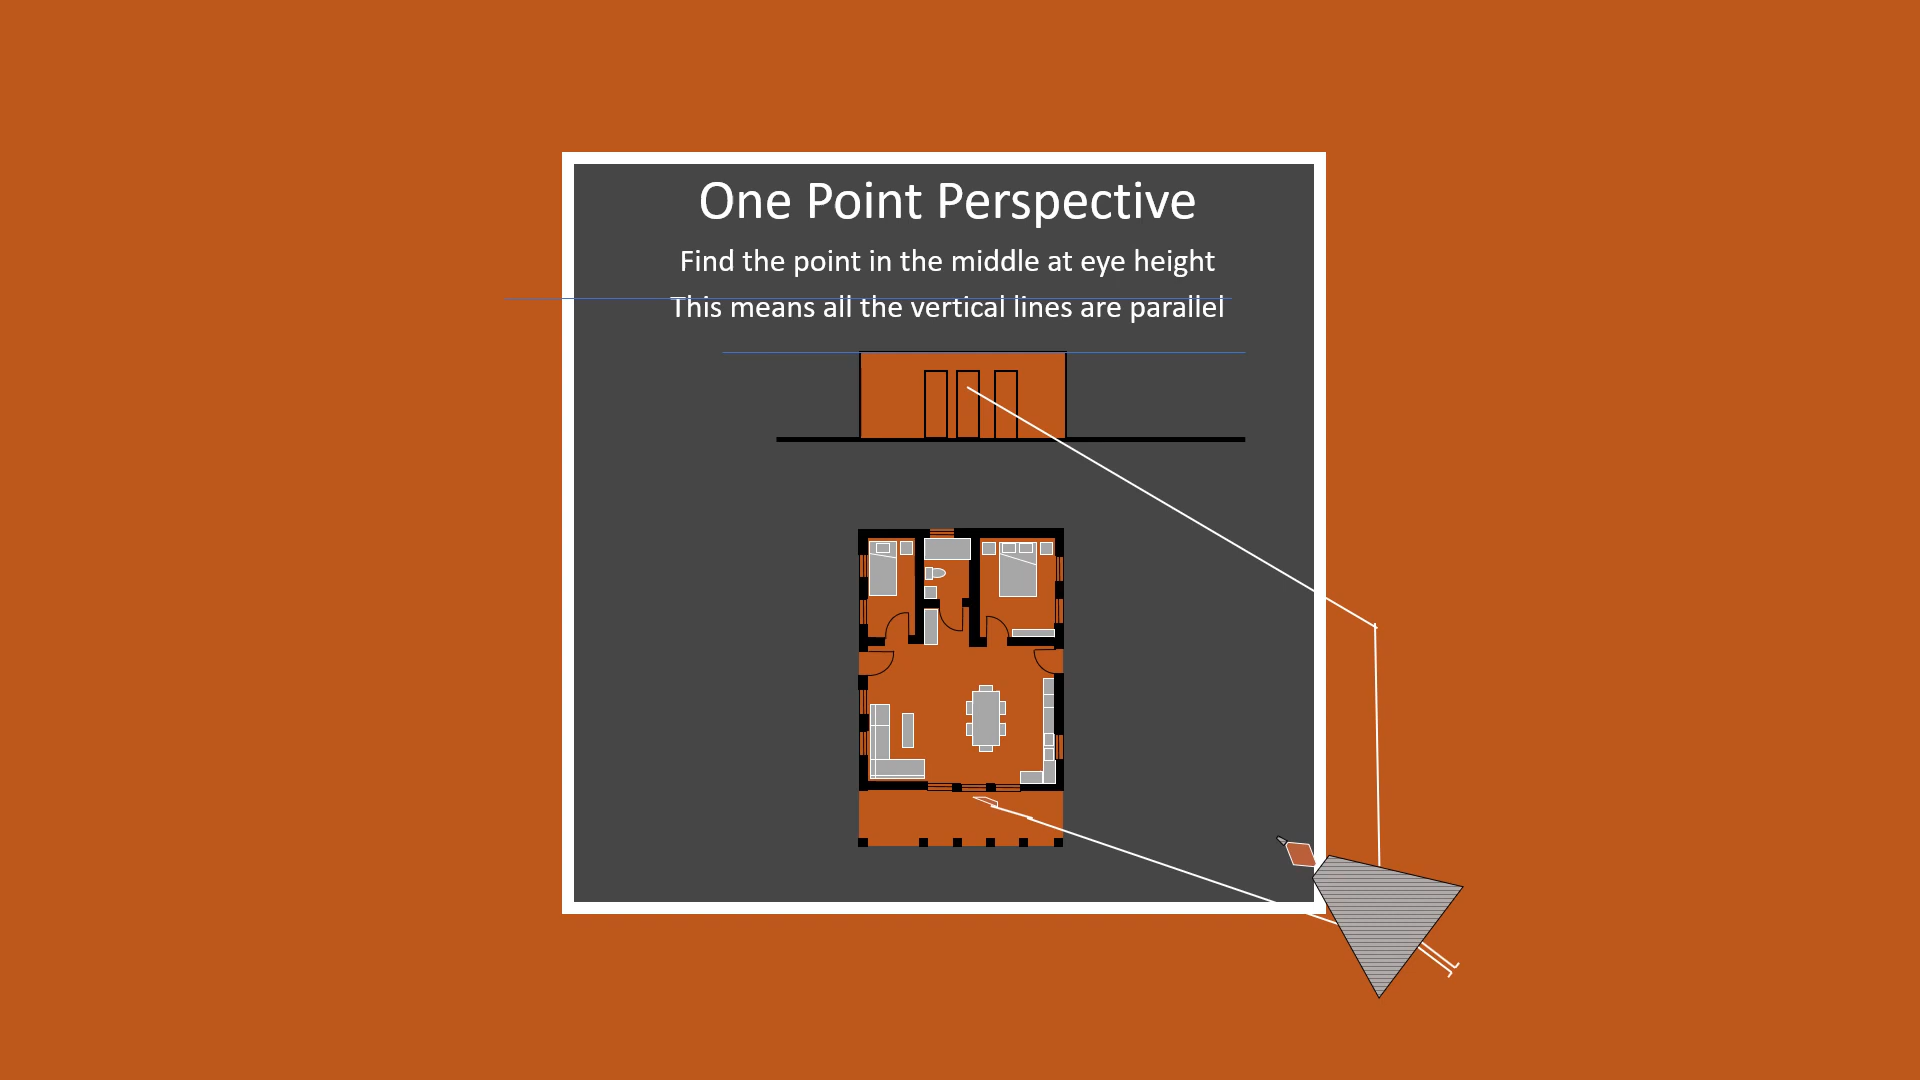 One Point Perspective
Find the point in the middle at eye height
This means all the vertical lines are parallel